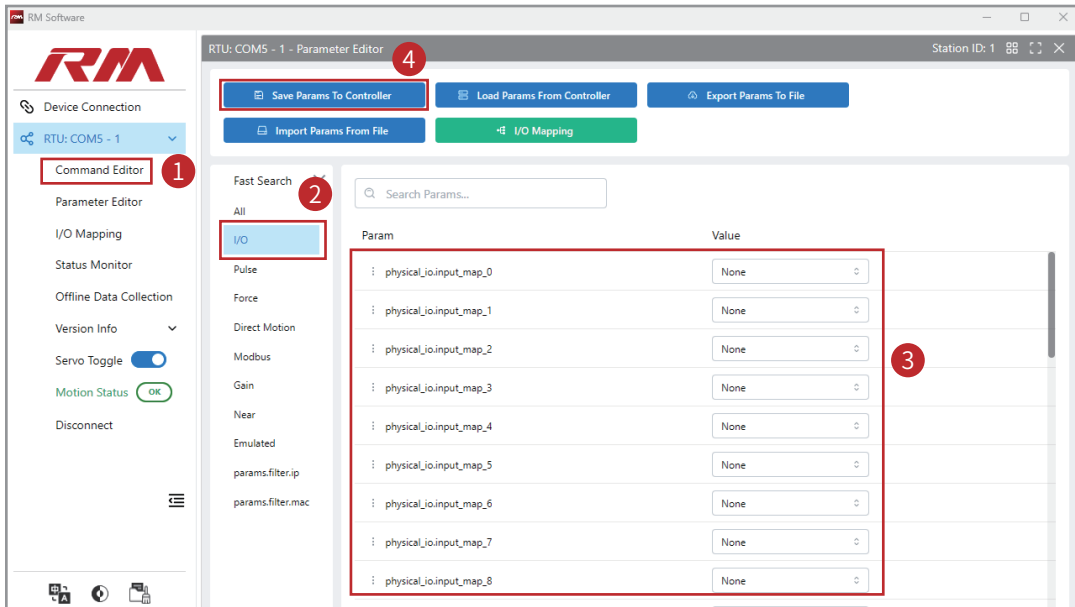 RM Software
RM
Device Connection
RTU: COM5 - 1
Command Editor
1
Parameter Editor
I/O Mapping
Status Monitor
Offline Data Collection
Version Info
Servo Toggle
Motion Status OK
Disconnect
RTU: COM5 - 1 - Parameter Editor
4
Station ID: 1
Save Params To Controller
Load Params From Controller
Export Params To File
Import Params From File
I/O Mapping
Fast Search
2
All
I/O
Pulse
Force
Direct Motion
Modbus
Gain
Near
Emulated
params.filter.ip
params.filter.mac
Search Params...
Param Value
physical_io.input_map_0 None
physical_io.input_map_1 None
physical_io.input_map_2 None
3
physical_io.input_map_3 None
physical_io.input_map_4 None
physical_io.input_map_5 None
physical_io.input_map_6 None
physical_io.input_map_7 None
physical_io.input_map_8 None